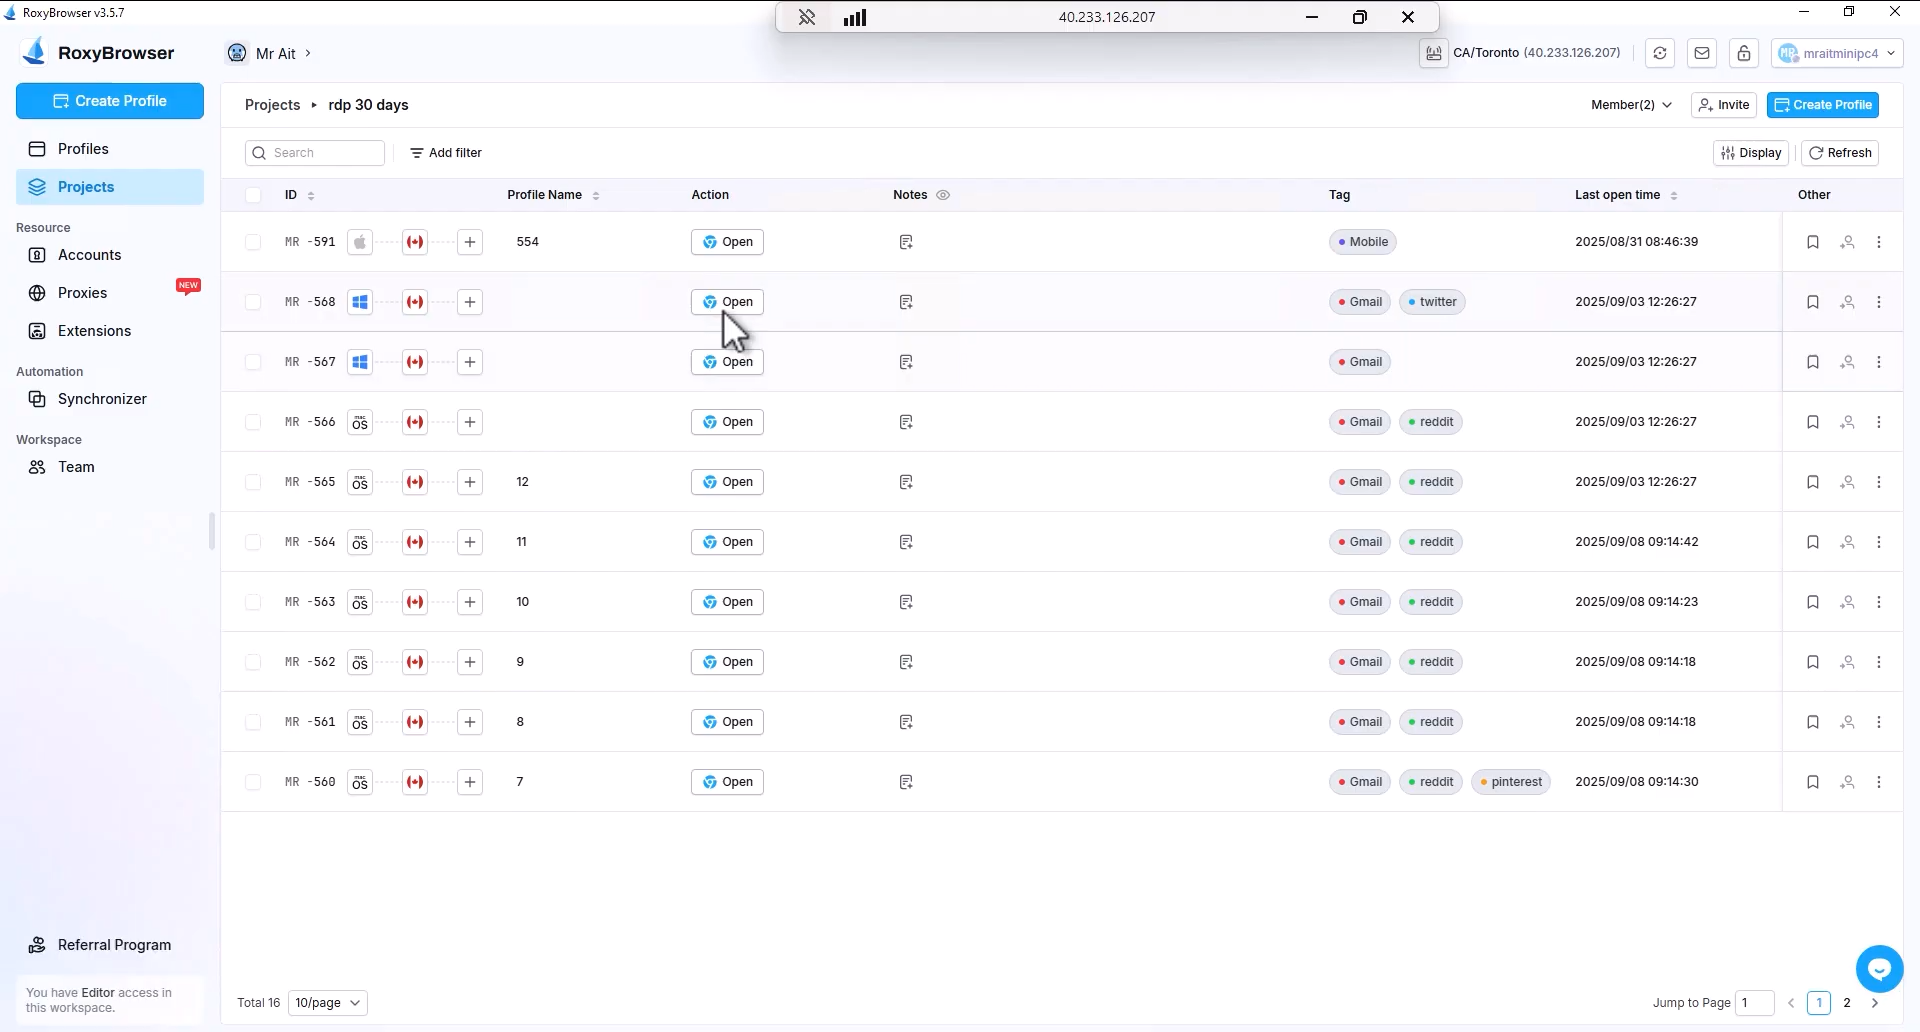 RoxyBrowser v3.5.7
40.233.126.207
RoxyBrowser
Mr Ait
CA/Toronto (40.233.126.207)
mraitminipc4
Create Profile
Projects
rdp 30 days
Member(2)
Invite
Create Profile
Profiles
Search
Add filter
Display
Refresh
Projects
ID
Profile Name
Action
Notes
Tag
Last open time
Other
Resource
Accounts
Proxies
NEW
Extensions
Automation
Synchronizer
Workspace
Team
MR -591
554
Open
Mobile
2025/08/31 08:46:39
MR -568
Open
Gmail
twitter
2025/09/03 12:26:27
MR -567
Open
Gmail
2025/09/03 12:26:27
MR -566
mac OS
Open
Gmail
reddit
2025/09/03 12:26:27
MR -565
mac OS
12
Open
Gmail
reddit
2025/09/03 12:26:27
MR -564
mac OS
11
Open
Gmail
reddit
2025/09/08 09:14:42
MR -563
mac OS
10
Open
Gmail
reddit
2025/09/08 09:14:23
MR -562
mac OS
9
Open
Gmail
reddit
2025/09/08 09:14:18
MR -561
mac OS
8
Open
Gmail
reddit
2025/09/08 09:14:18
MR -560
mac OS
7
Open
Gmail
reddit
pinterest
2025/09/08 09:14:30
Referral Program
You have Editor access in
this workspace.
Total 16
10/page
Jump to Page
1
1
2